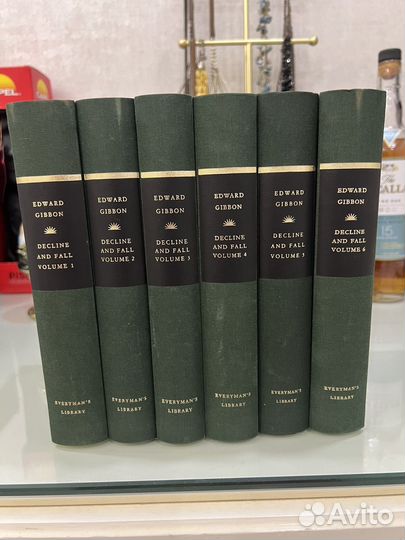 EDWARD
GIBBON
DECLINE
AND FALL
VOLUME 1
EVERYMAN'S
LIBRARY
EDWARD
GIBBON
DECLINE
AND FALL
VOLUME 2
EVERYMAN'S
LIBRARY
EDWARD
GIBBON
DECLINE
AND FALL
VOLUME 3
EVERYMAN'S
LIBRARY
EDWARD
GIBBON
DECLINE
AND FALL
VOLUME 4
EVERYMAN'S
LIBRARY
EDWARD
GIBBON
DECLINE
AND FALL
VOLUME 5
EVERYMAN'S
LIBRARY
EDWARD
GIBBON
DECLINE
AND FALL
VOLUME 6
EVERYMAN'S
LIBRARY
15
Avito